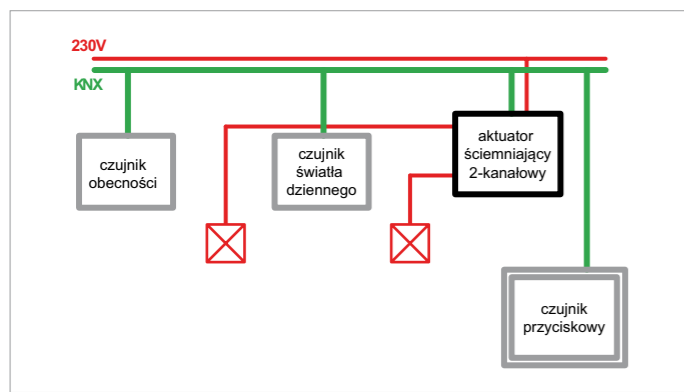 230V
KNX
czujnik
obecności
czujnik
światła
dziennego
aktuator
ściemniający
2-kanałowy
czujnik
przyciskowy